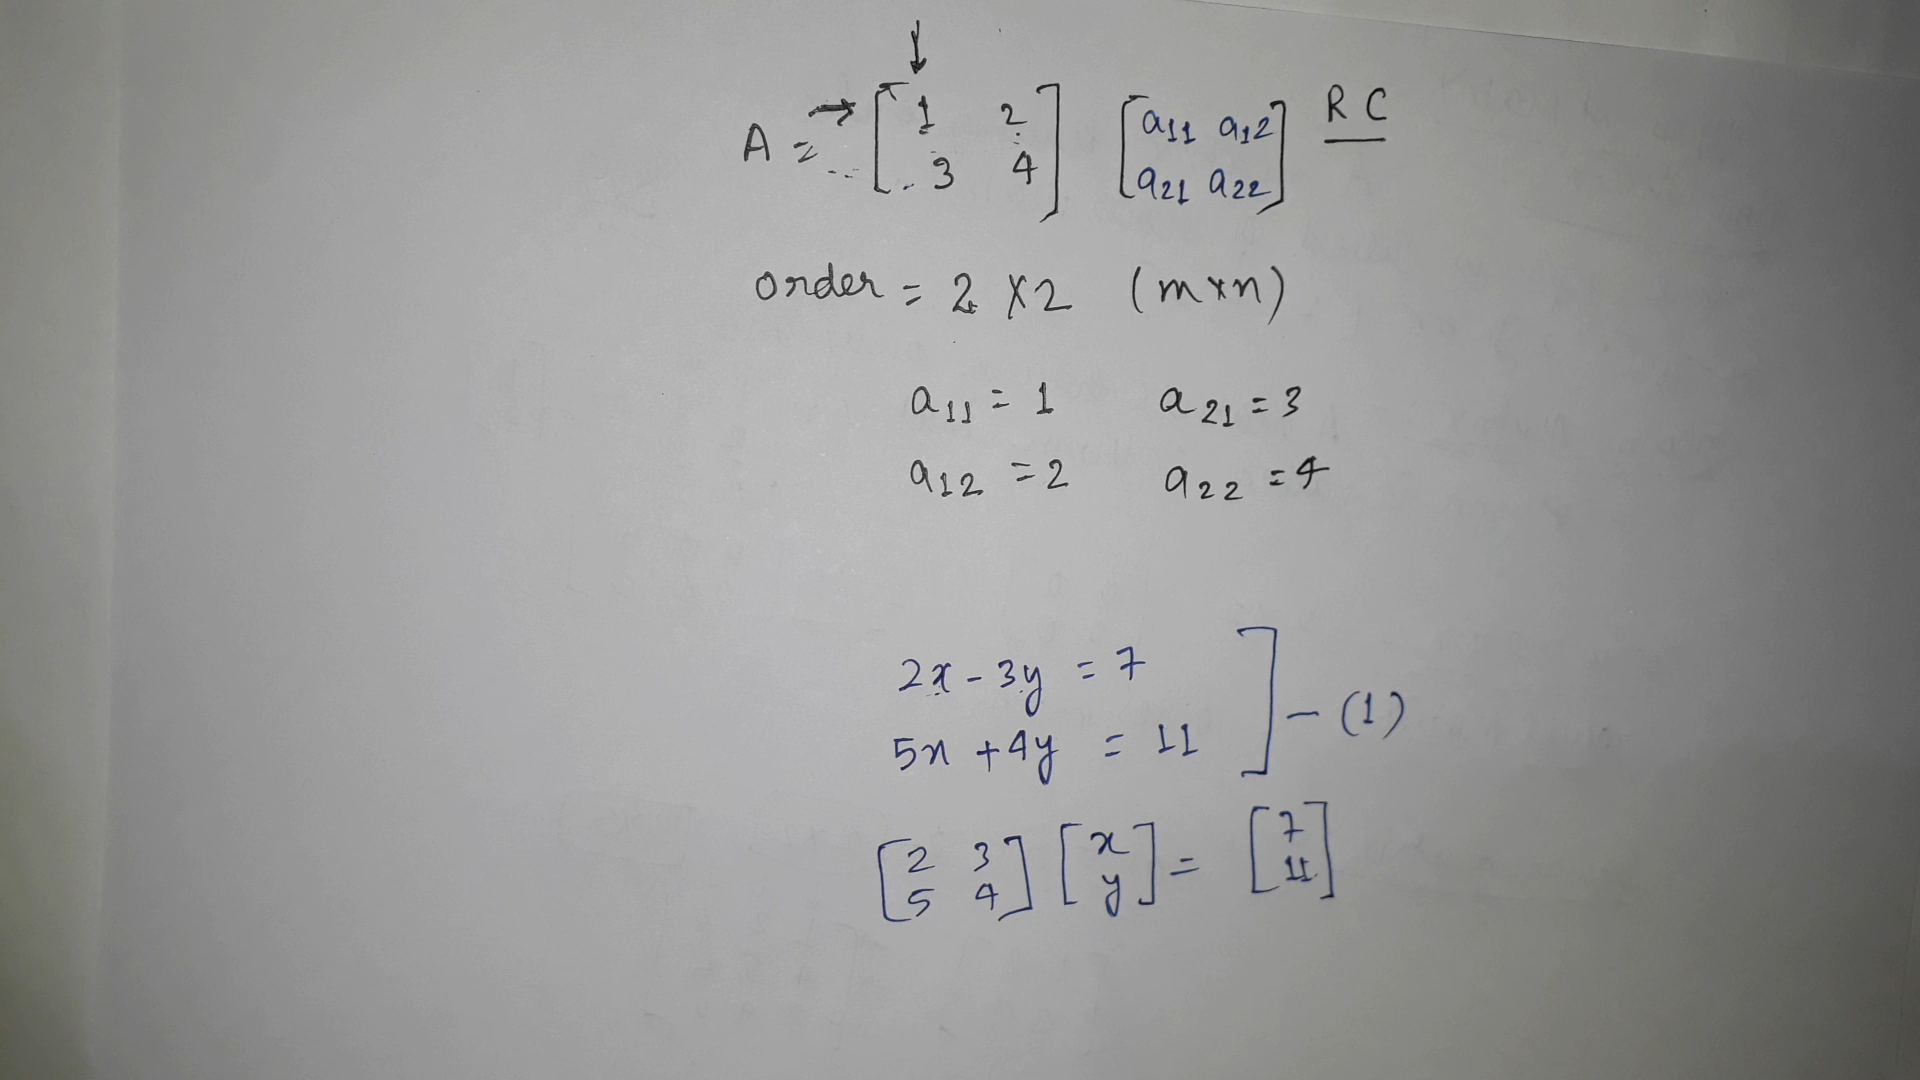 A = [1 2 3 4] [a11 a12 a21 a22] R C
order = 2 x 2 (m x n)
a11 = 1 a21 = 3
a12 = 2 a22 = 4
2x - 3y = 7
5x + 4y = 11 ] - (1)
[2 3 5 4] [x y] = [7 11]